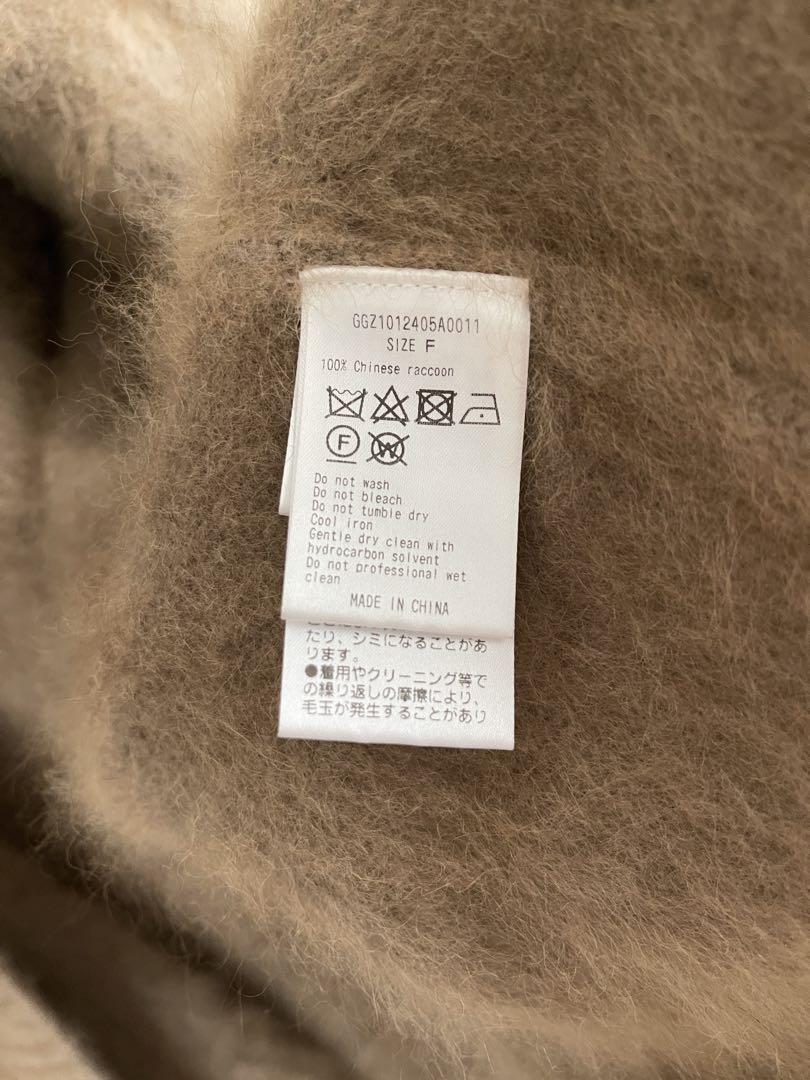 GGZ1012405A0011
SIZE F
100% Chinese raccoon
F W
Do not wash
Do not bleach
Do not tumble dry
Cool iron
Gentle dry clean with
hydrocarbon solvent
Do not professional wet
clean
MADE IN CHINA
たり、シミになることがあ
ります。
●着用やクリーニング等で
の繰り返しの摩擦により、
毛玉が発生することがあり